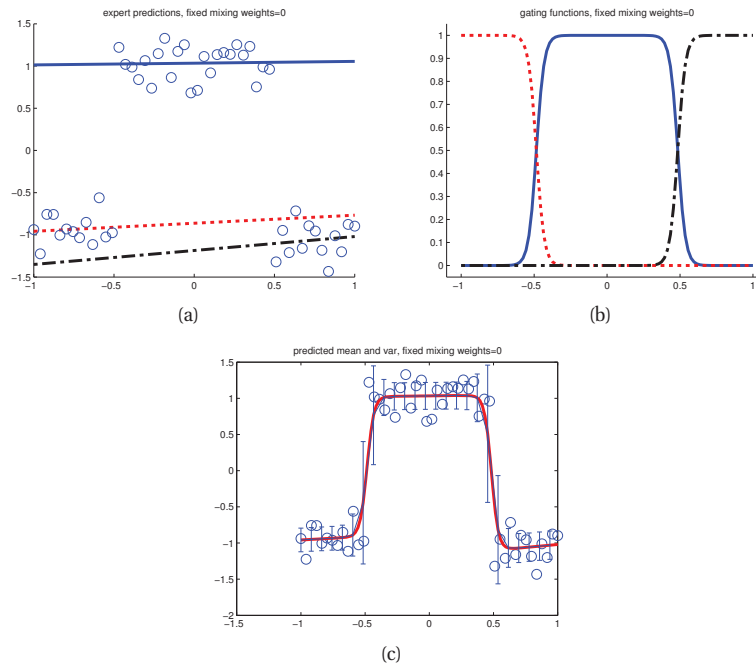 expert predictions, fixed mixing weights=0
1.5
1
0.5
0
−0.5
−1
−1.5
−1 −0.5 0 0.5 1
(a)
gating functions, fixed mixing weights=0
1
0.9
0.8
0.7
0.6
0.5
0.4
0.3
0.2
0.1
0
−1 −0.5 0 0.5 1
(b)
predicted mean and var, fixed mixing weights=0
1.5
1
0.5
0
−0.5
−1
−1.5
−2
−1.5 −1 −0.5 0 0.5 1
(c)